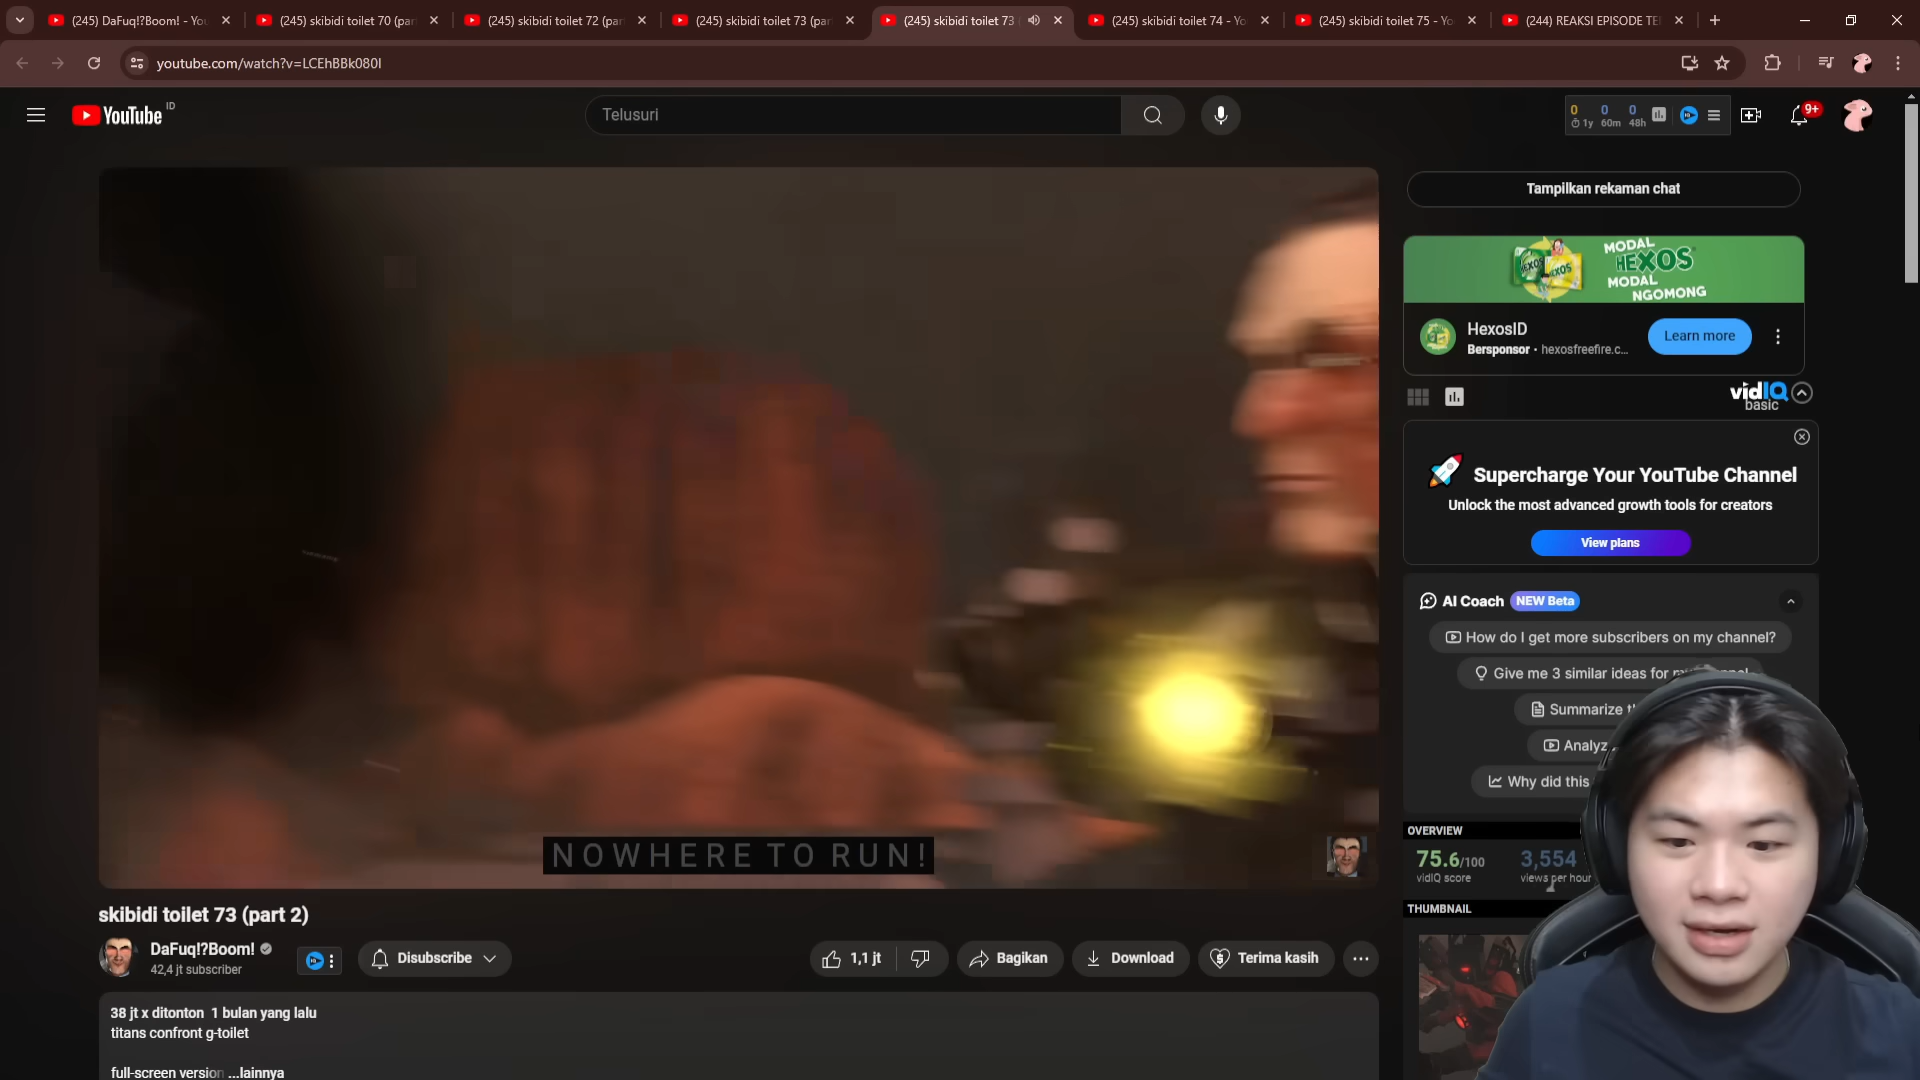 (245) DaFuq!?Boom! - You
(245) skibidi toilet 70 (par
(245) skibidi toilet 72 (part
(245) skibidi toilet 73 (par
(245) skibidi toilet 73
(245) skibidi toilet 74 - Yo
(245) skibidi toilet 75 - Yo
(244) REAKSI EPISODE TE
youtube.com/watch?v=LCEhBBk080I
YouTube ID
Telusuri
0 0 0
1y 60m 48h
9+
Tampilkan rekaman chat
MODAL
HEXOS
MODAL
NGOMONG
HexosID
Bersponsor • hexosfreefire.c...
Learn more
vidIQ
basic
Supercharge Your YouTube Channel
Unlock the most advanced growth tools for creators
View plans
AI Coach NEW Beta
How do I get more subscribers on my channel?
Give me 3 similar ideas for
Summarize
Analyz
Why did this
OVERVIEW
75.6/100 3,554
vidIQ score views per hour
THUMBNAIL
NOWHERE TO RUN!
skibidi toilet 73 (part 2)
DaFuq!?Boom!
42,4 jt subscriber
Disubscribe
1,1 jt
Bagikan
Download
Terima kasih
38 jt x ditonton 1 bulan yang lalu
titans confront g-toilet
full-screen version ...lainnya